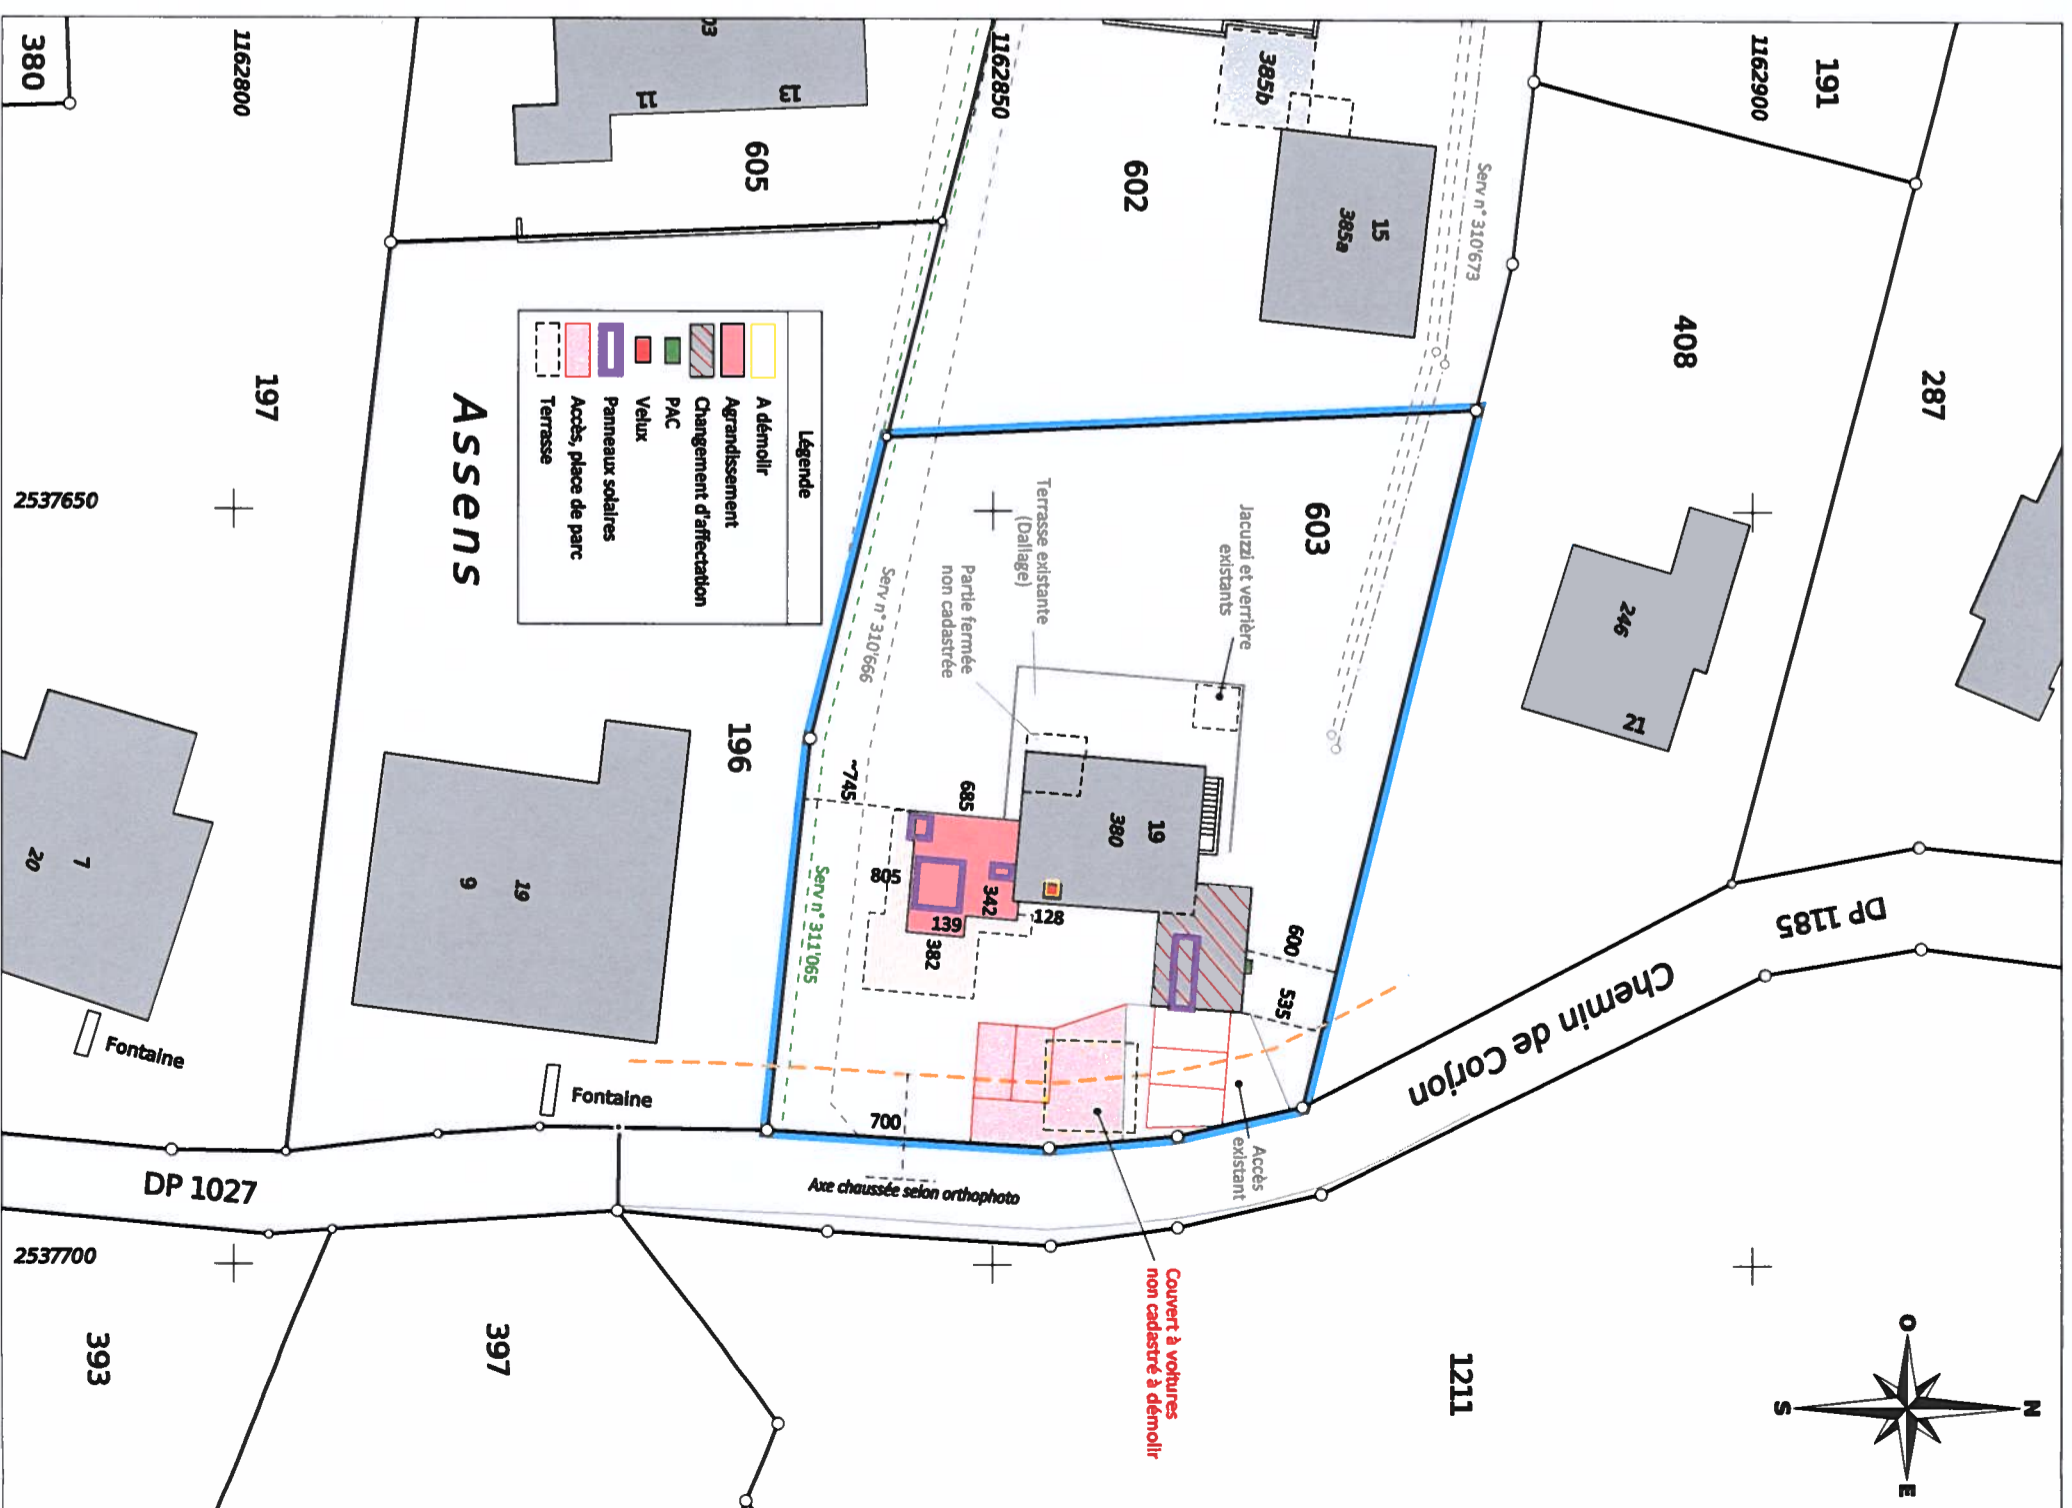 191
1162900
287
408
Serv n° 310'673
385b
15
385a
602
1162850
03
13
11
605
1162800
380
197
246
21
603
Jacuzzi et verrière
existants
Terrasse existante
(Dallage)
Partie fermée
non cadastrée
Serv n° 310'666
Légende
A démolir
Agrandissement
Changement d'affectation
PAC
Velux
Panneaux solaires
Accès, place de parc
Terrasse
Assens
2537650
196
19
380
~745
685
805
342
139
382
128
600
535
700
Serv n° 311'065
19
9
7
20
Fontaine
Fontaine
DP 1185
Chemin de Corjon
Accès
existant
Axe chaussée selon orthophoto
DP 1027
2537700
Couvert à voitures
non cadastré à démolir
393
397
1211
N
O
E
S